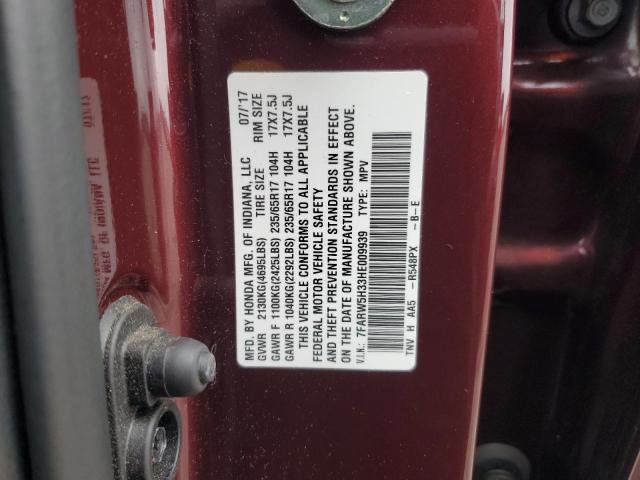 MFD. BY HONDA MFG. OF INDIANA, LLC 07/'17
GVWR 2130KG(4695LBS) TIRE SIZE RIM SIZE
GAWR F 1100KG(2425LBS) 235/65R17 104H 17X7.5J
GAWR R 1040KG(2292LBS) 235/65R17 104H 17X7.5J
THIS VEHICLE CONFORMS TO ALL APPLICABLE
FEDERAL MOTOR VEHICLE SAFETY
AND THEFT PREVENTION STANDARDS IN EFFECT
ON THE DATE OF MANUFACTURE SHOWN ABOVE.
V.I.N.: 7FARW5H33HE009939 TYPE: MPV
TNV H AA5 -R548PX -B-E